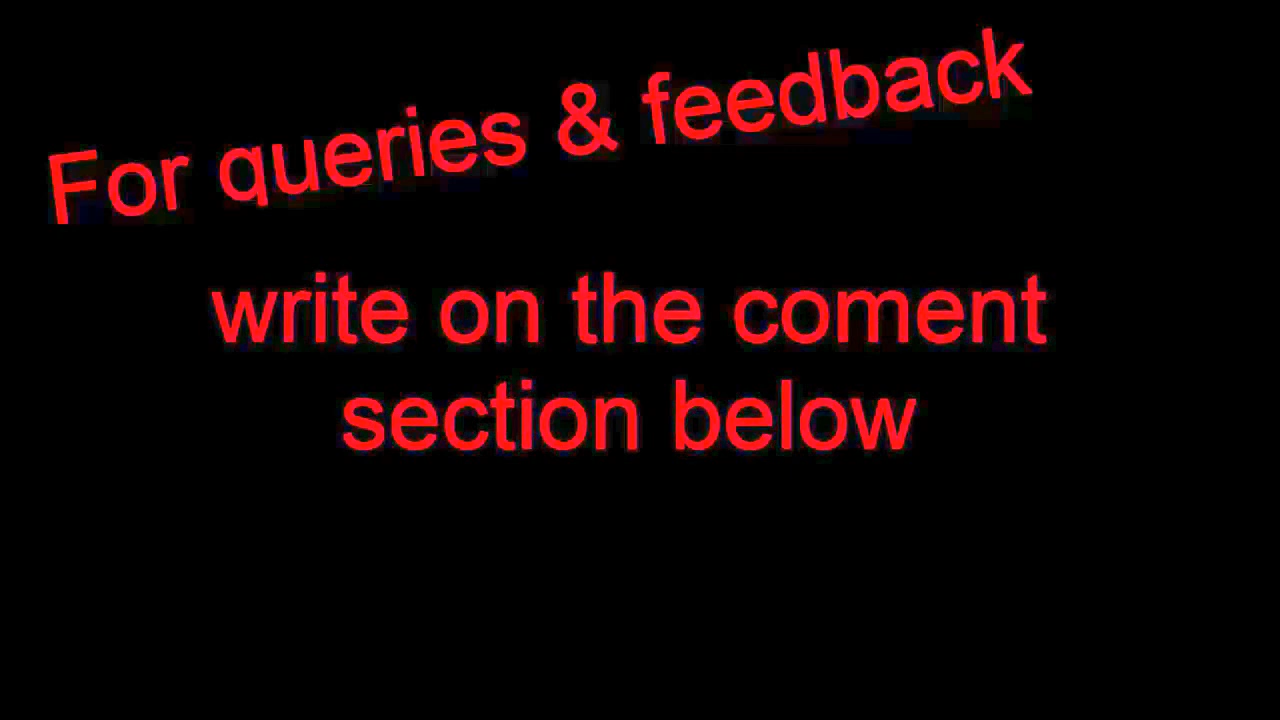 For queries & feedback
write on the coment
section below